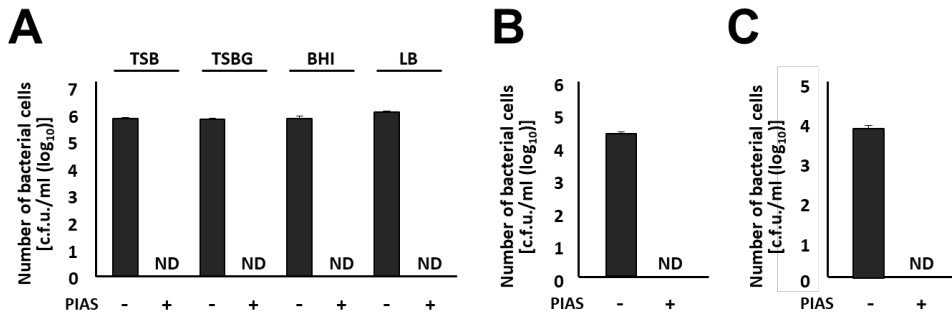 A
B
C
TSB TSBG BHI LB
Number of bacterial cells
[c.f.u./ml (log10)]
7
6
5
4
3
2
1
0
ND ND ND ND
PIAS - + - + - + - +
Number of bacterial cells
[c.f.u./ml (log10)]
6
5
4
3
2
1
0
ND
PIAS - +
Number of bacterial cells
[c.f.u./ml (log10)]
5
4
3
2
1
0
ND
PIAS - +